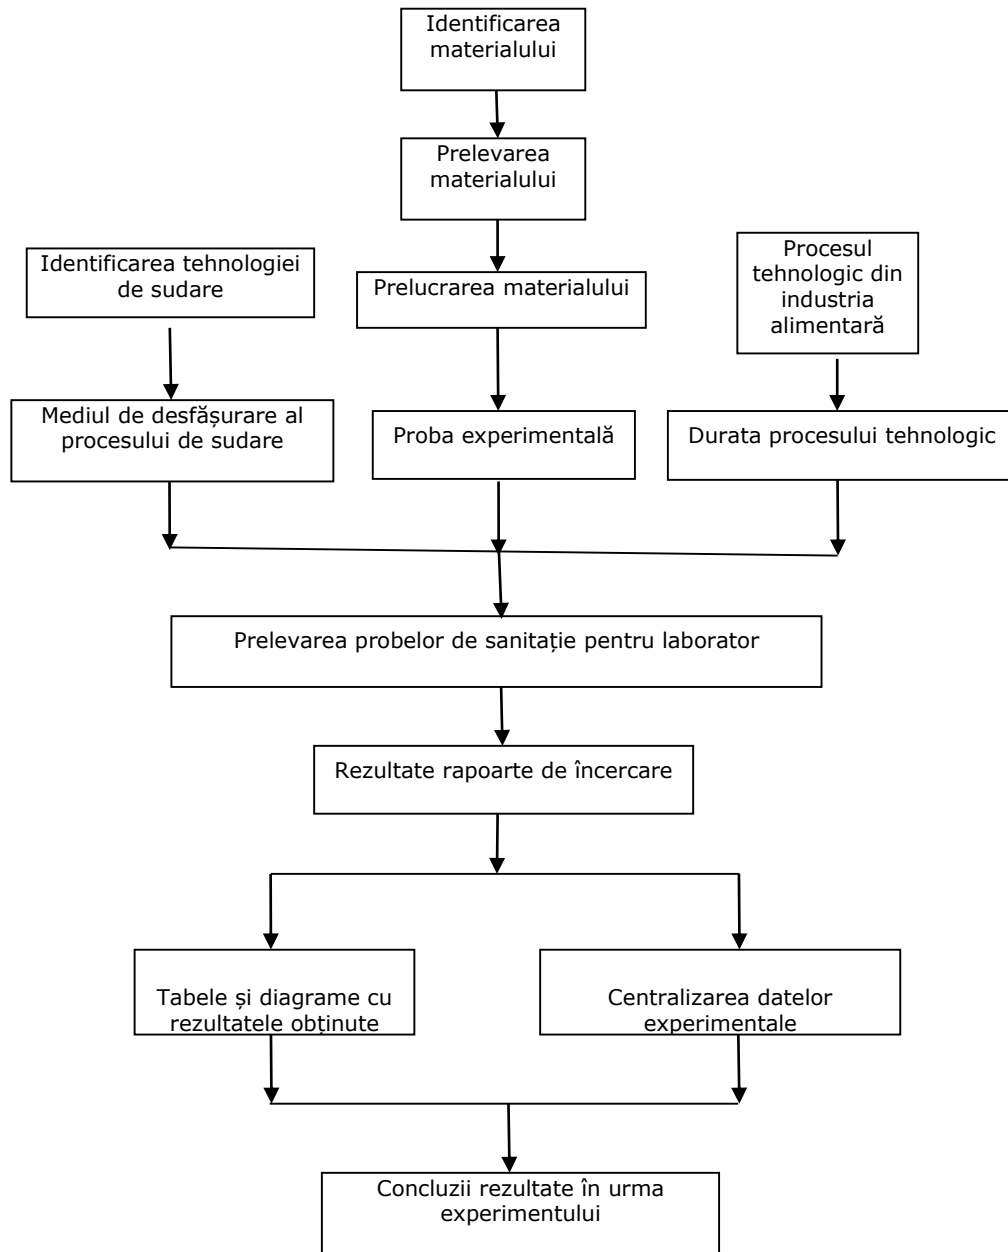 Identificarea
materialului
Prelevarea
materialului
Identificarea tehnologiei
de sudare
Prelucrarea materialului
Procesul
tehnologic din
industria
alimentară
Mediul de desfășurare al
procesului de sudare
Proba experimentală
Durata procesului tehnologic
Prelevarea probelor de sanitație pentru laborator
Rezultate rapoarte de încercare
Tabele și diagrame cu
rezultatele obținute
Centralizarea datelor
experimentale
Concluzii rezultate în urma
experimentului